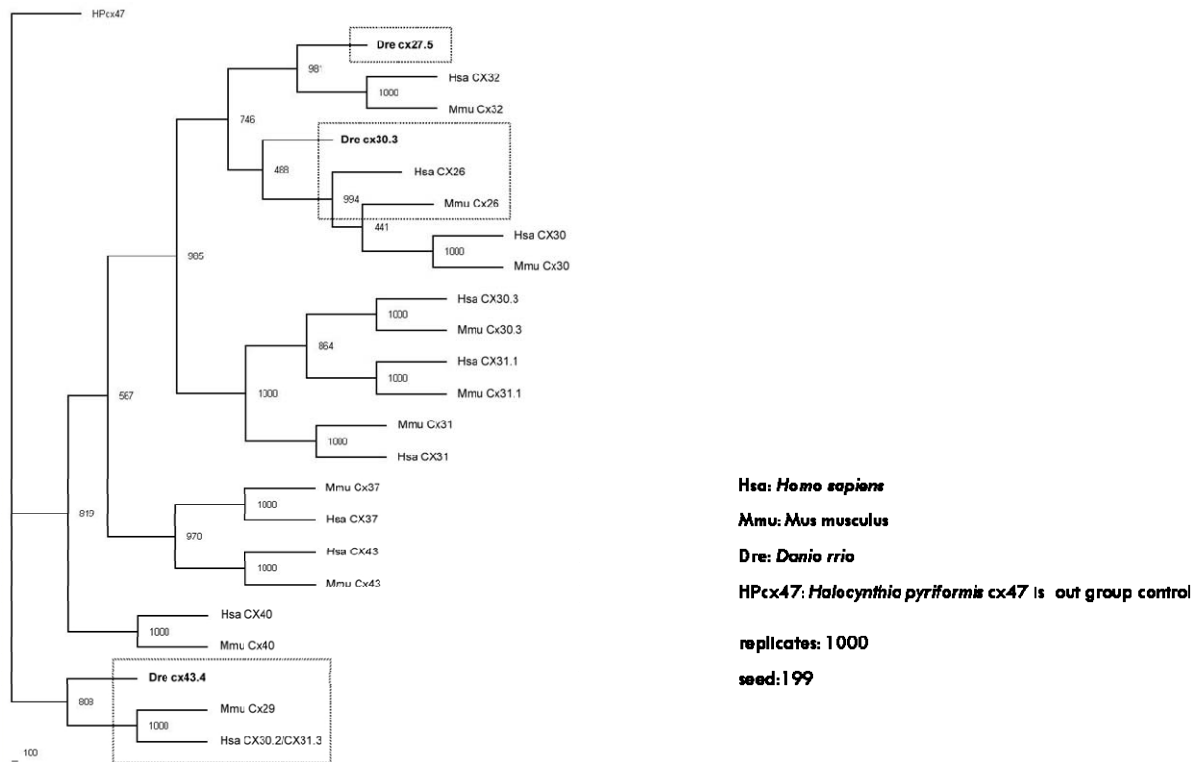 HPcx47
Dre cx27.5
981
Hsa CX32
1000
Mmu Cx32
746
Dre cx30.3
488
Hsa CX26
994
Mmu Cx26
441
Hsa CX30
1000
Mmu Cx30
985
Hsa CX30.3
1000
Mmu Cx30.3
864
Hsa CX31.1
1000
Mmu Cx31.1
1000
Mmu Cx31
1000
Hsa CX31
567
Mmu Cx37
1000
Hsa CX37
970
Hsa CX43
1000
Mmu Cx43
819
Hsa CX40
1000
Mmu Cx40
Dre cx43.4
808
Mmu Cx29
1000
Hsa CX30.2/CX31.3
100
Hsa: Homo sapiens
Mmu: Mus musculus
Dre: Danio rrio
HPcx47: Halocynthia pyriformis cx47 is out group control
replicates: 1000
seed:199